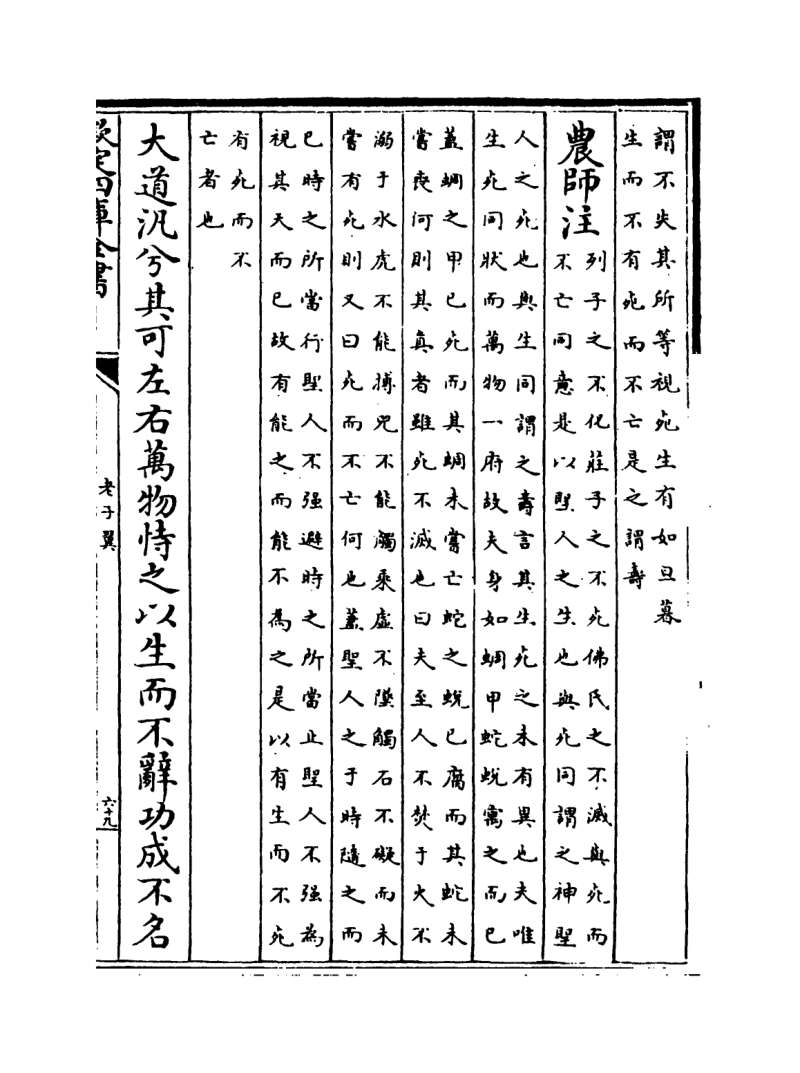 謂不失其所等視死生有如旦暮
生而不有死而不亡是之謂壽
農師注
列子之不化莊子之不死佛氏之不滅與死而
不亡同意是以聖人之生也與死同謂之神聖
人之死也與生同謂之壽言其生死之未有異也夫唯
生死同狀而萬物一府故夫身如蜩甲蛇蛻寓之而已
蓋蜩之甲已死而其蜩未嘗亡蛇之蛻已腐而其蛇未
嘗喪何則其真者雖死不滅也曰夫至人不焚于火不
溺于水虎不能搏兕不能觸乘虛不墜觸石不礙而未
嘗有死則又曰死而不亡何也蓋聖人之于時隨之而
已時之所當行聖人不强避時之所當止聖人不强為
視其天而已故有能之而能不為之是以有生而不死
有死而不
亡者也
大道汎兮其可左右萬物恃之以生而不辭功成不名
欽定四庫全書
老子翼
六十九